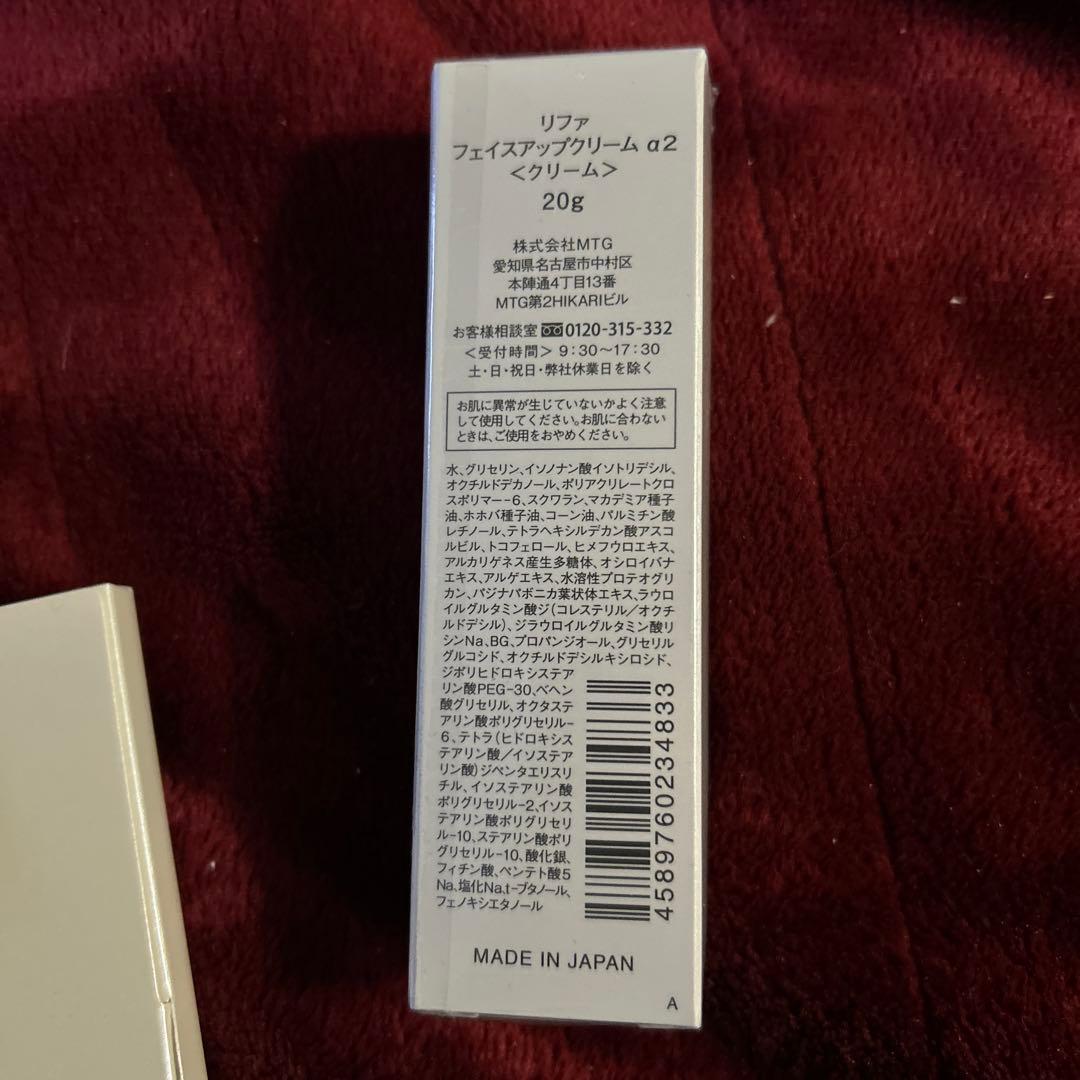 リファ
フェイスアップクリーム α2
＜クリーム＞
20g
株式会社MTG
愛知県名古屋市中村区
本陣通4丁目13番
MTG第2HIKARIビル
お客様相談室 0120-315-332
＜受付時間＞ 9:30～17:30
土・日・祝日・弊社休業日を除く
お肌に異常が生じていないかよく注意
して使用してください。お肌に合わない
ときは、ご使用をおやめください。
水、グリセリン、イソノナン酸イソトリデシル、
オクチルドデカノール、ポリアクリレートクロ
スポリマー-6、スクワラン、マカデミア種子
油、ホホバ種子油、コーン油、パルミチン酸
レチノール、テトラヘキシルデカン酸アスコ
ルビル、トコフェロール、ヒメフウロエキス、
アルカリゲネス産生多糖体、オシロイバナ
エキス、アルゲエキス、水溶性プロテオグリ
カン、パジナパボニカ葉状体エキス、ラウロ
イルグルタミン酸ジ（コレステリル／オクチ
ルドデシル）、ジラウロイルグルタミン酸リ
シンNa、BG、プロパンジオール、グリセリル
グルコシド、オクチルドデシルキシロシド、
ジポリヒドロキシステア
リン酸PEG-30、ベヘン
酸グリセリル、オクタステ
アリン酸ポリグリセリル-
6、テトラ（ヒドロキシス
テアリン酸／イソステア
リン酸）ジペンタエリスリ
チル、イソステアリン酸
ポリグリセリル-2、イソス
テアリン酸ポリグリセリ
ル-10、ステアリン酸ポリ
グリセリル-10、酸化銀、
フィチン酸、ペンテト酸5
Na、塩化Na、t-ブタノール、
フェノキシエタノール
4589760234833
MADE IN JAPAN
A